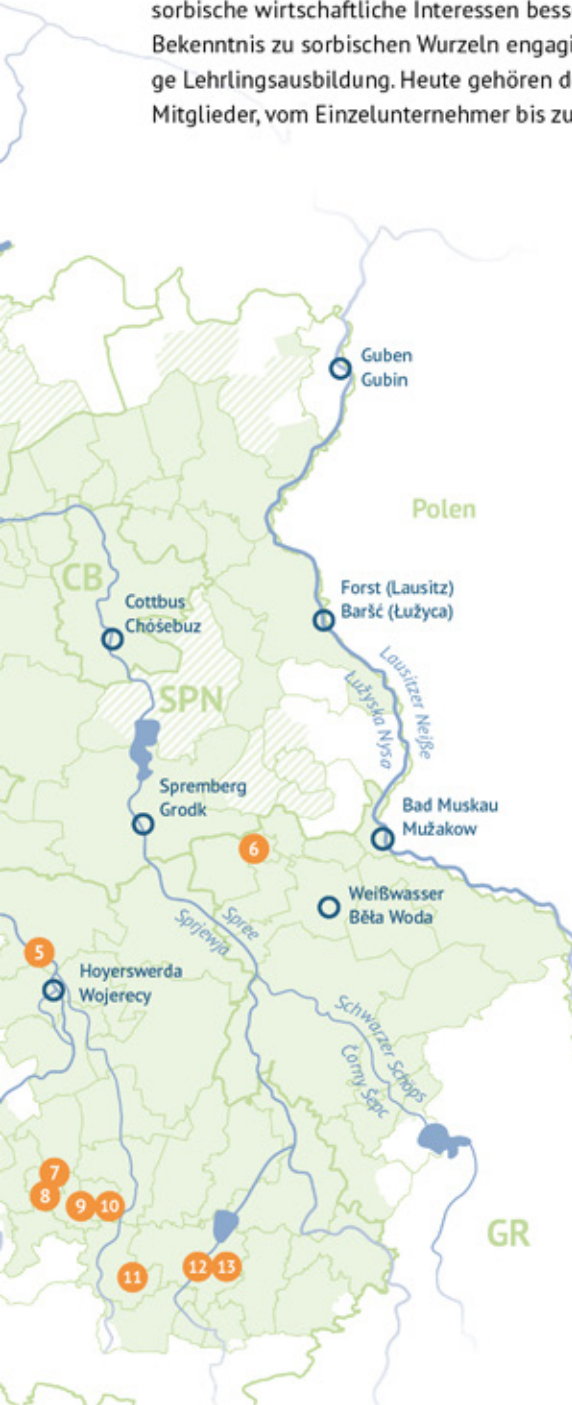 sorbische wirtschaftliche Interessen bess
Bekenntnis zu sorbischen Wurzeln engagi
ge Lehrlingsausbildung. Heute gehören d
Mitglieder, vom Einzelunternehmer bis zu
Guben
Gubin
Polen
CB
Forst (Lausitz)
Baršć (Łužyca)
Cottbus
Chóśebuz
Lausitzer Neiße
Łužyska Nysa
SPN
Spremberg
Grodk
Bad Muskau
Mužakow
6
Weißwasser
Běła Woda
Spree
Sprjewja
5
Hoyerswerda
Wojerecy
Schwarzer Schöps
Čorny Šepc
7
8
9
10
GR
11
12
13